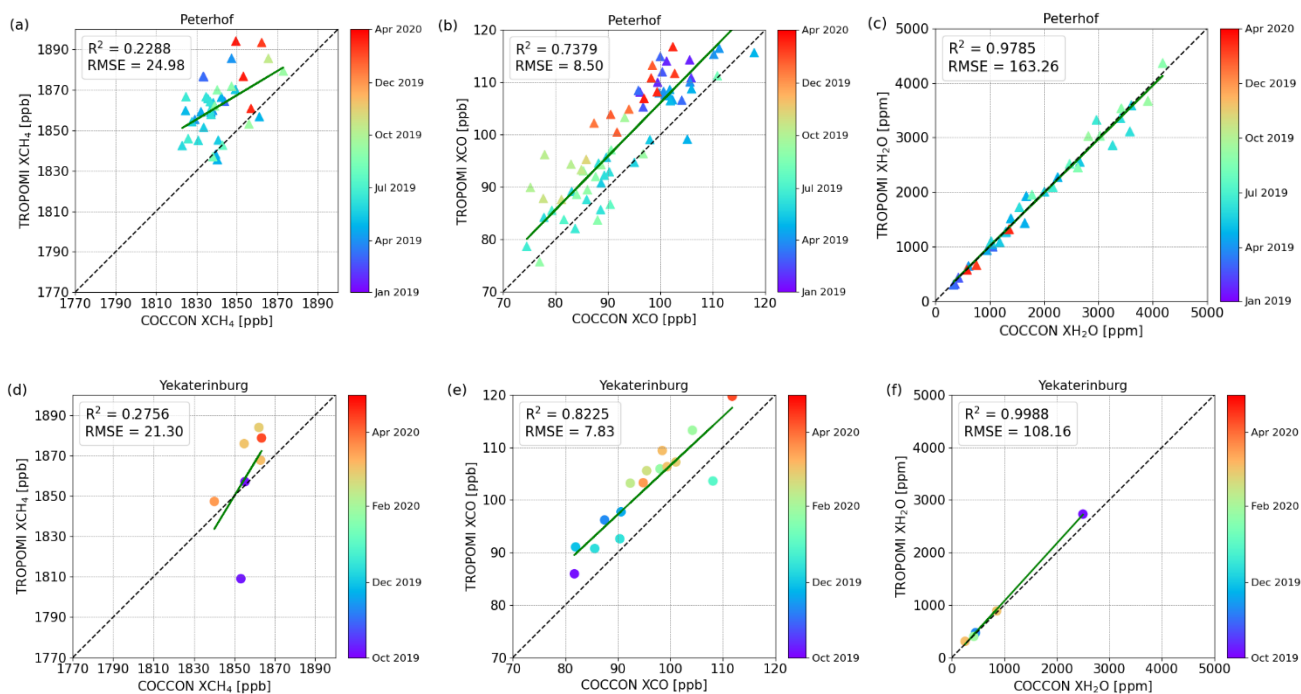 (a)
Peterhof
R² = 0.2288
RMSE = 24.98
TROPOMI XCH₄ [ppb]
1890
1870
1850
1830
1810
1790
1770
1770 1790 1810 1830 1850 1870 1890
COCCON XCH₄ [ppb]
Apr 2020
Dec 2019
Oct 2019
Jul 2019
Apr 2019
Jan 2019
(b)
Peterhof
R² = 0.7379
RMSE = 8.50
TROPOMI XCO [ppb]
120
110
100
90
80
70
70 80 90 100 110 120
COCCON XCO [ppb]
Apr 2020
Dec 2019
Oct 2019
Jul 2019
Apr 2019
Jan 2019
(c)
Peterhof
R² = 0.9785
RMSE = 163.26
TROPOMI XH₂O [ppm]
5000
4000
3000
2000
1000
0
0 1000 2000 3000 4000 5000
COCCON XH₂O [ppm]
Apr 2020
Dec 2019
Oct 2019
Jul 2019
Apr 2019
Jan 2019
(d)
Yekaterinburg
R² = 0.2756
RMSE = 21.30
TROPOMI XCH₄ [ppb]
1890
1870
1850
1830
1810
1790
1770
1770 1790 1810 1830 1850 1870 1890
COCCON XCH₄ [ppb]
Apr 2020
Feb 2020
Dec 2019
Oct 2019
(e)
Yekaterinburg
R² = 0.8225
RMSE = 7.83
TROPOMI XCO [ppb]
120
110
100
90
80
70
70 80 90 100 110 120
COCCON XCO [ppb]
Apr 2020
Feb 2020
Dec 2019
Oct 2019
(f)
Yekaterinburg
R² = 0.9988
RMSE = 108.16
TROPOMI XH₂O [ppm]
5000
4000
3000
2000
1000
0
0 1000 2000 3000 4000 5000
COCCON XH₂O [ppm]
Apr 2020
Feb 2020
Dec 2019
Oct 2019